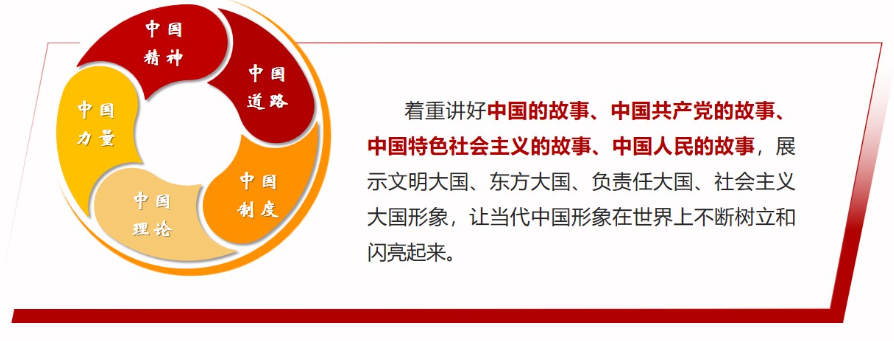 中国
精神
中国
道路
中国
力量
中国
制度
中国
理论
着重讲好中国的故事、中国共产党的故事、
中国特色社会主义的故事、中国人民的故事，展
示文明大国、东方大国、负责任大国、社会主义
大国形象，让当代中国形象在世界上不断树立和
闪亮起来。